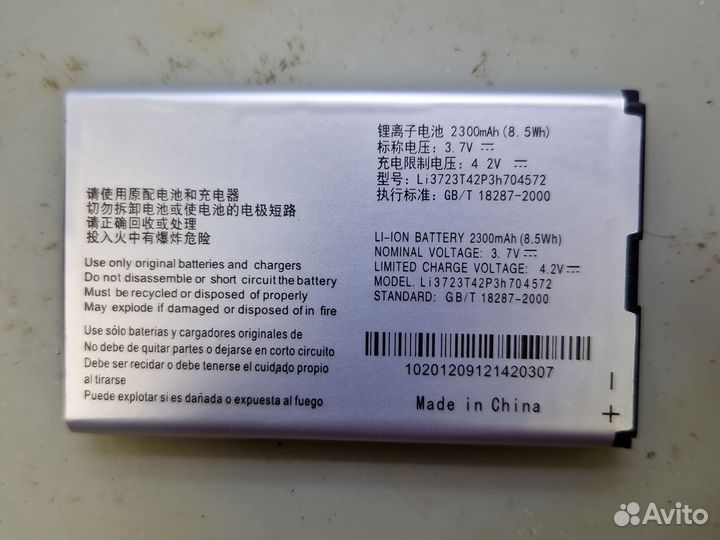 请使用原配电池和充电器
切勿拆卸电池或使电池的电极短路
请正确回收或处理
投入火中有爆炸危险
Use only original batteries and chargers
Do not disassemble or short circuit the battery
Must be recycled or disposed of properly
May explode if damaged or disposed of in fire
Use sólo baterias y cargadores originales de
No debe de quitar partes o dejarse en corto circuito
Debe ser recidar o debe tenerse el cuidado propio
al tirarse
Puede explotar si es dañada o expuesta al fuego
锂离子电池 2300mAh (8.5Wh)
标称电压: 3.7V
充电限制电压: 4.2V
型号: Li3723T42P3h704572
执行标准: GB/T 18287-2000
LI-ION BATTERY 2300mAh (8.5Wh)
NOMINAL VOLTAGE: 3.7V
LIMITED CHARGE VOLTAGE: 4.2V
MODEL. Li3723T42P3h704572
STANDARD: GB/T 18287-2000
10201209121420307
Made in China
−
+
Avito